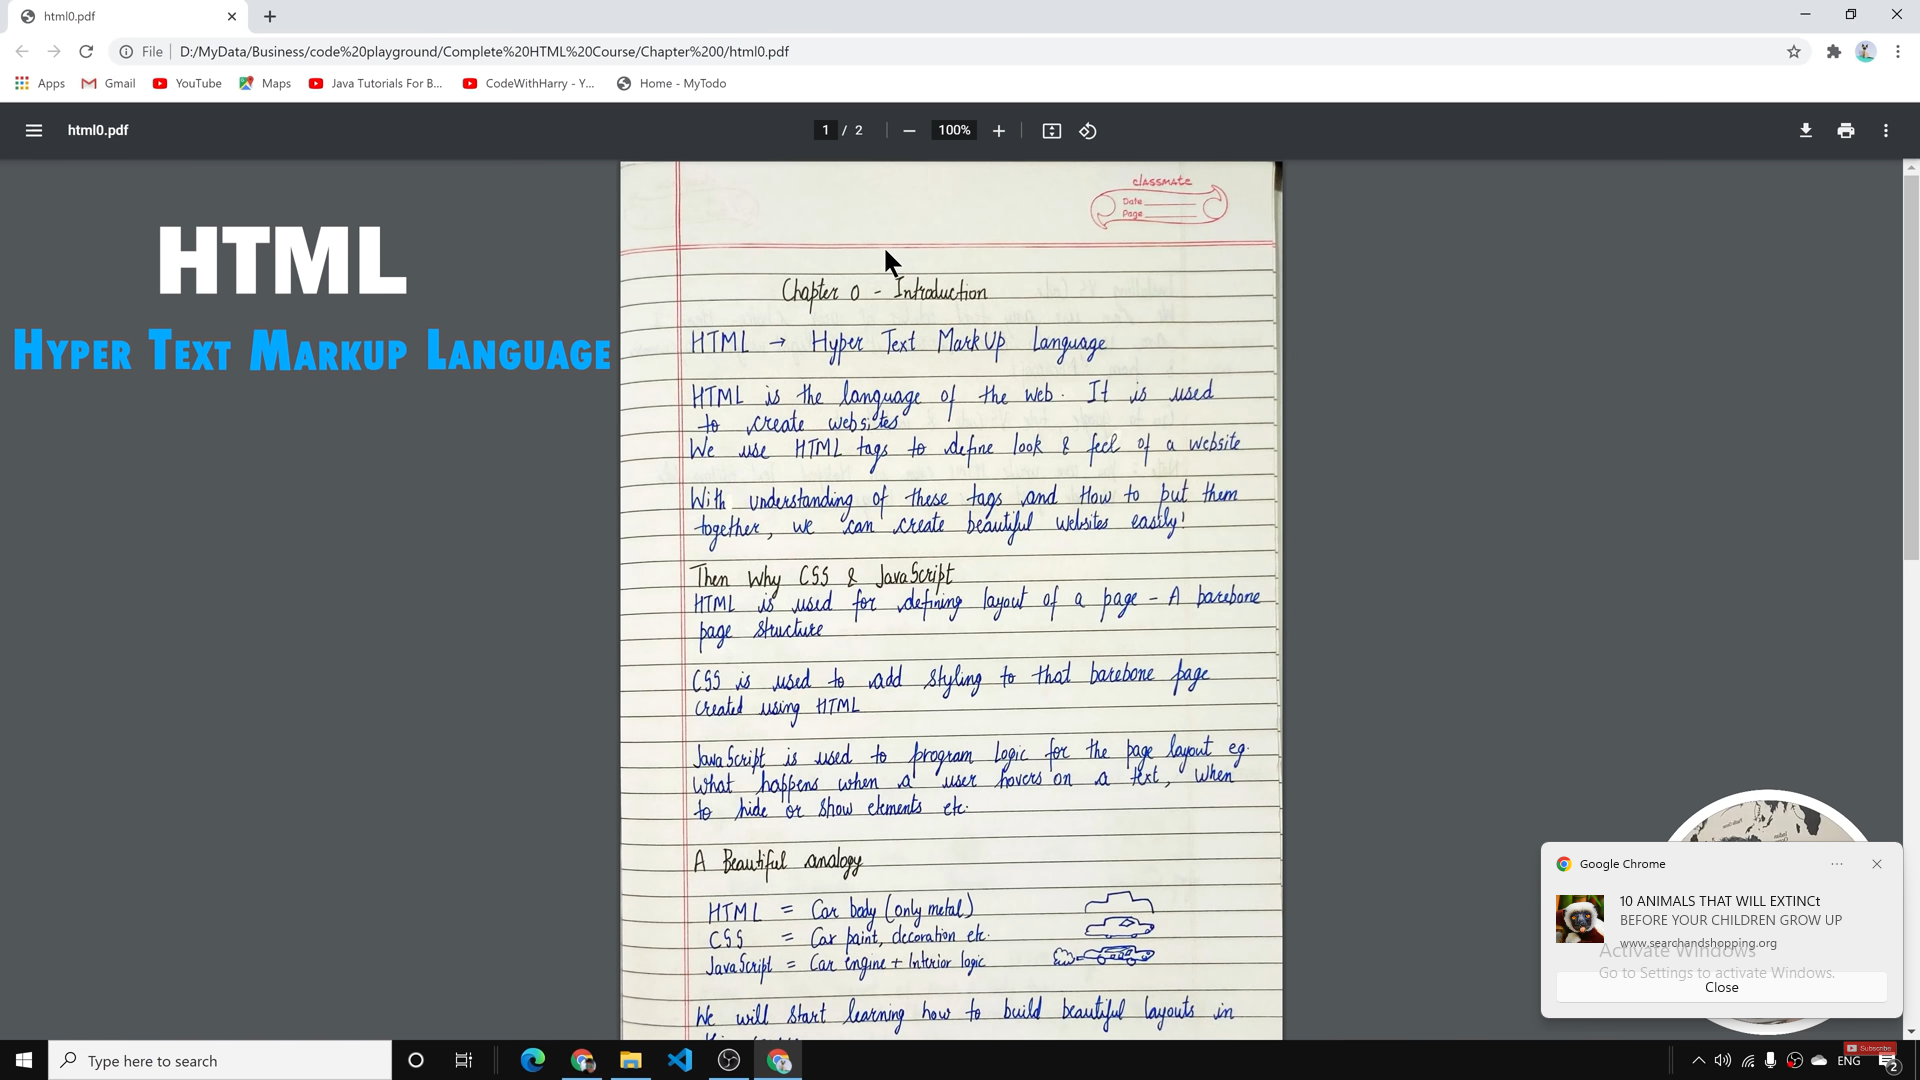 html0.pdf
File
D:/MyData/Business/code%20playground/Complete%20HTML%20Course/Chapter%200/html0.pdf
Apps
Gmail
YouTube
Maps
Java Tutorials For B...
CodeWithHarry - Y...
Home - MyTodo
html0.pdf
1 / 2
100%
classmate
Date
Page
HTML
HYPER TEXT MARKUP LANGUAGE
Chapter 0 - Introduction
HTML → Hyper Text MarkUp Language
HTML is the language of the web. It is used
to create websites
We use HTML tags to define look & feel of a website
With understanding of these tags and How to put them
together, we can create beautiful websites easily!
Then Why CSS & JavaScript
HTML is used for defining layout of a page - A barebone
page structure
CSS is used to add styling to that barebone page
created using HTML
JavaScript is used to program logic for the page layout eg.
What happens when a user hovers on a text, when
to hide or show elements etc.
A Beautiful analogy
HTML = Car body (only metal)
CSS = Car paint, decoration etc.
JavaScript = Car engine + Interior logic
We will start learning how to build beautiful layouts in
Google Chrome
10 ANIMALS THAT WILL EXTINCt
BEFORE YOUR CHILDREN GROW UP
www.searchandshopping.org
Activate Windows
Go to Settings to activate Windows.
Close
Type here to search
Subscribe
ENG
2